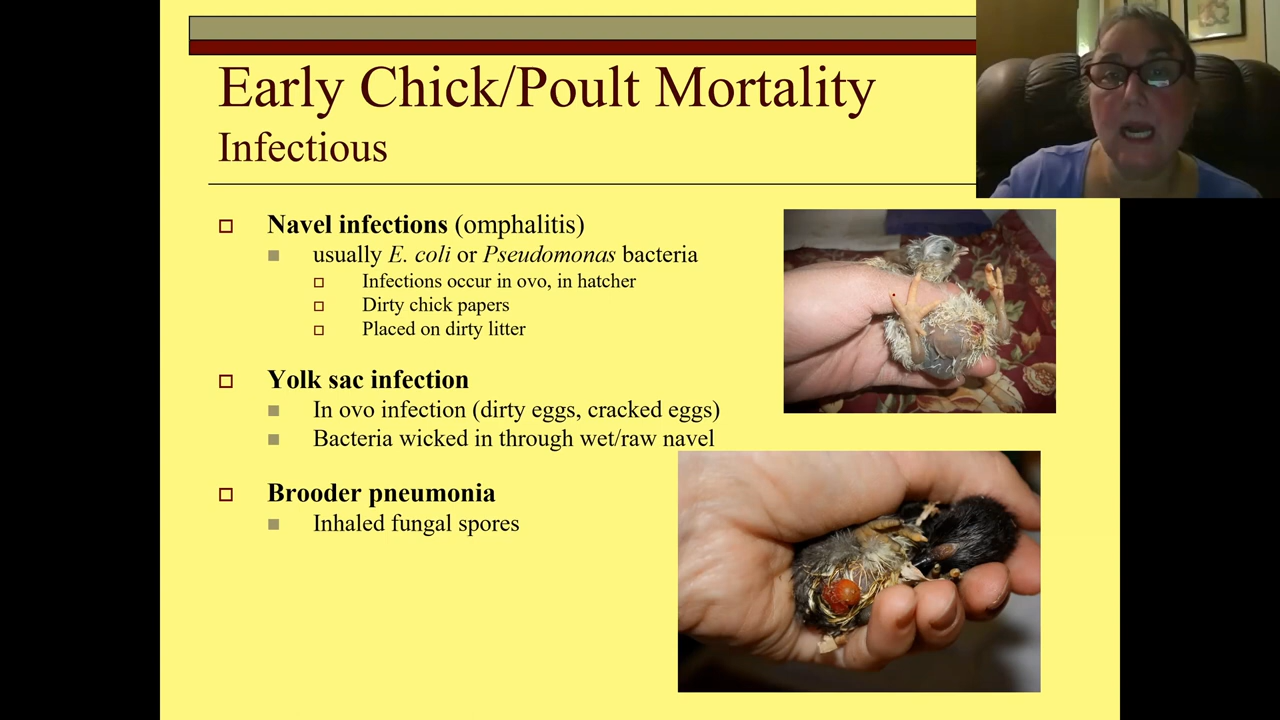 Early Chick/Poult Mortality
Infectious
Navel infections (omphalitis)
usually E. coli or Pseudomonas bacteria
Infections occur in ovo, in hatcher
Dirty chick papers
Placed on dirty litter
Yolk sac infection
In ovo infection (dirty eggs, cracked eggs)
Bacteria wicked in through wet/raw navel
Brooder pneumonia
Inhaled fungal spores